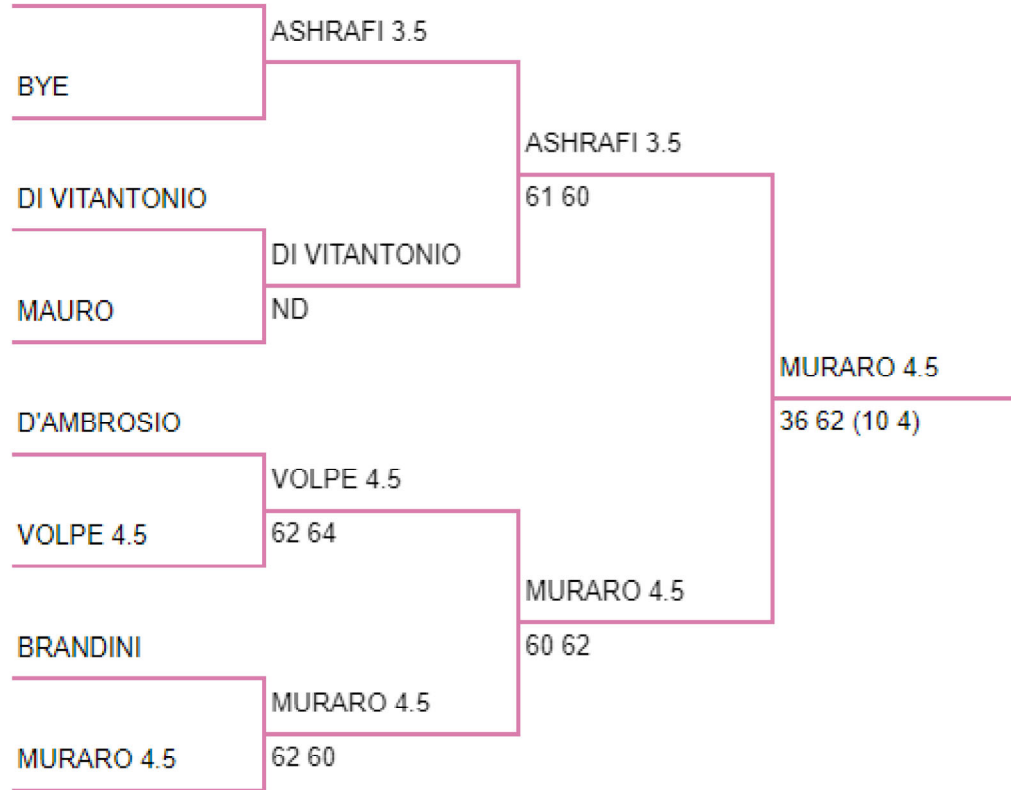 ASHRAFI 3.5
BYE
ASHRAFI 3.5
61 60
DI VITANTONIO
DI VITANTONIO
MAURO
ND
MURARO 4.5
36 62 (10 4)
D'AMBROSIO
VOLPE 4.5
VOLPE 4.5
62 64
MURARO 4.5
60 62
BRANDINI
MURARO 4.5
MURARO 4.5
62 60